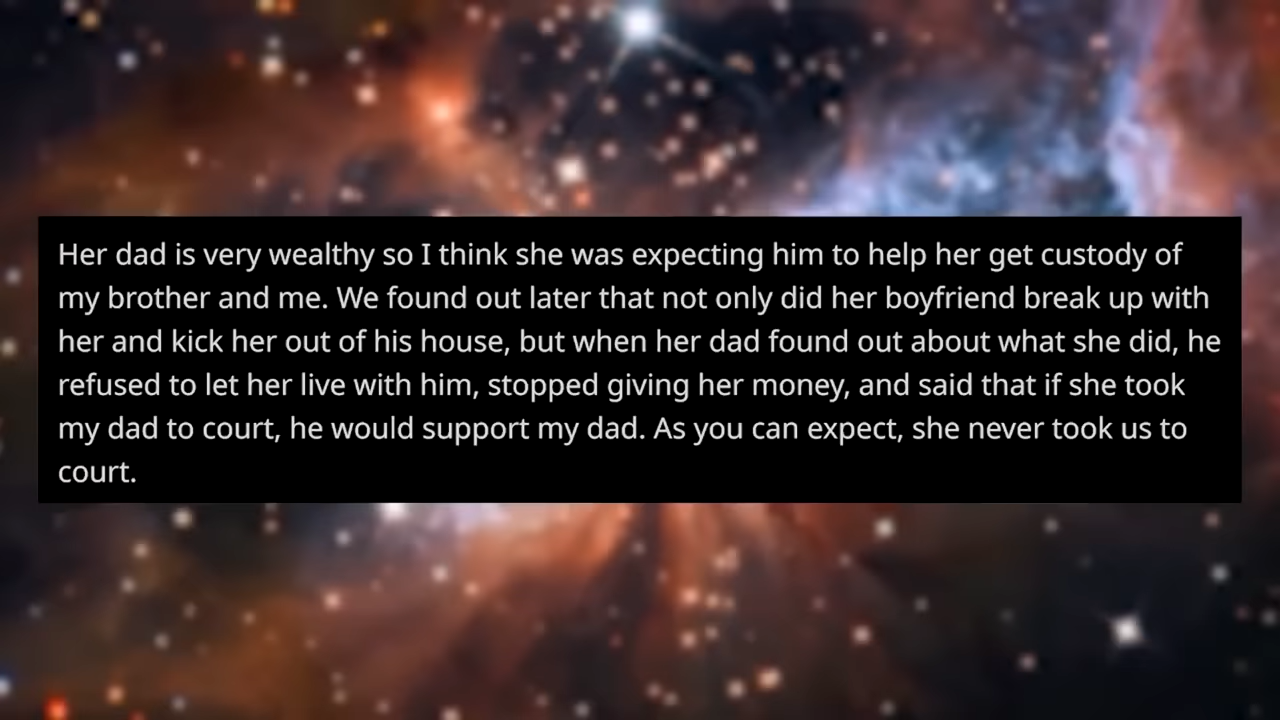 Her dad is very wealthy so I think she was expecting him to help her get custody of
my brother and me. We found out later that not only did her boyfriend break up with
her and kick her out of his house, but when her dad found out about what she did, he
refused to let her live with him, stopped giving her money, and said that if she took
my dad to court, he would support my dad. As you can expect, she never took us to
court.